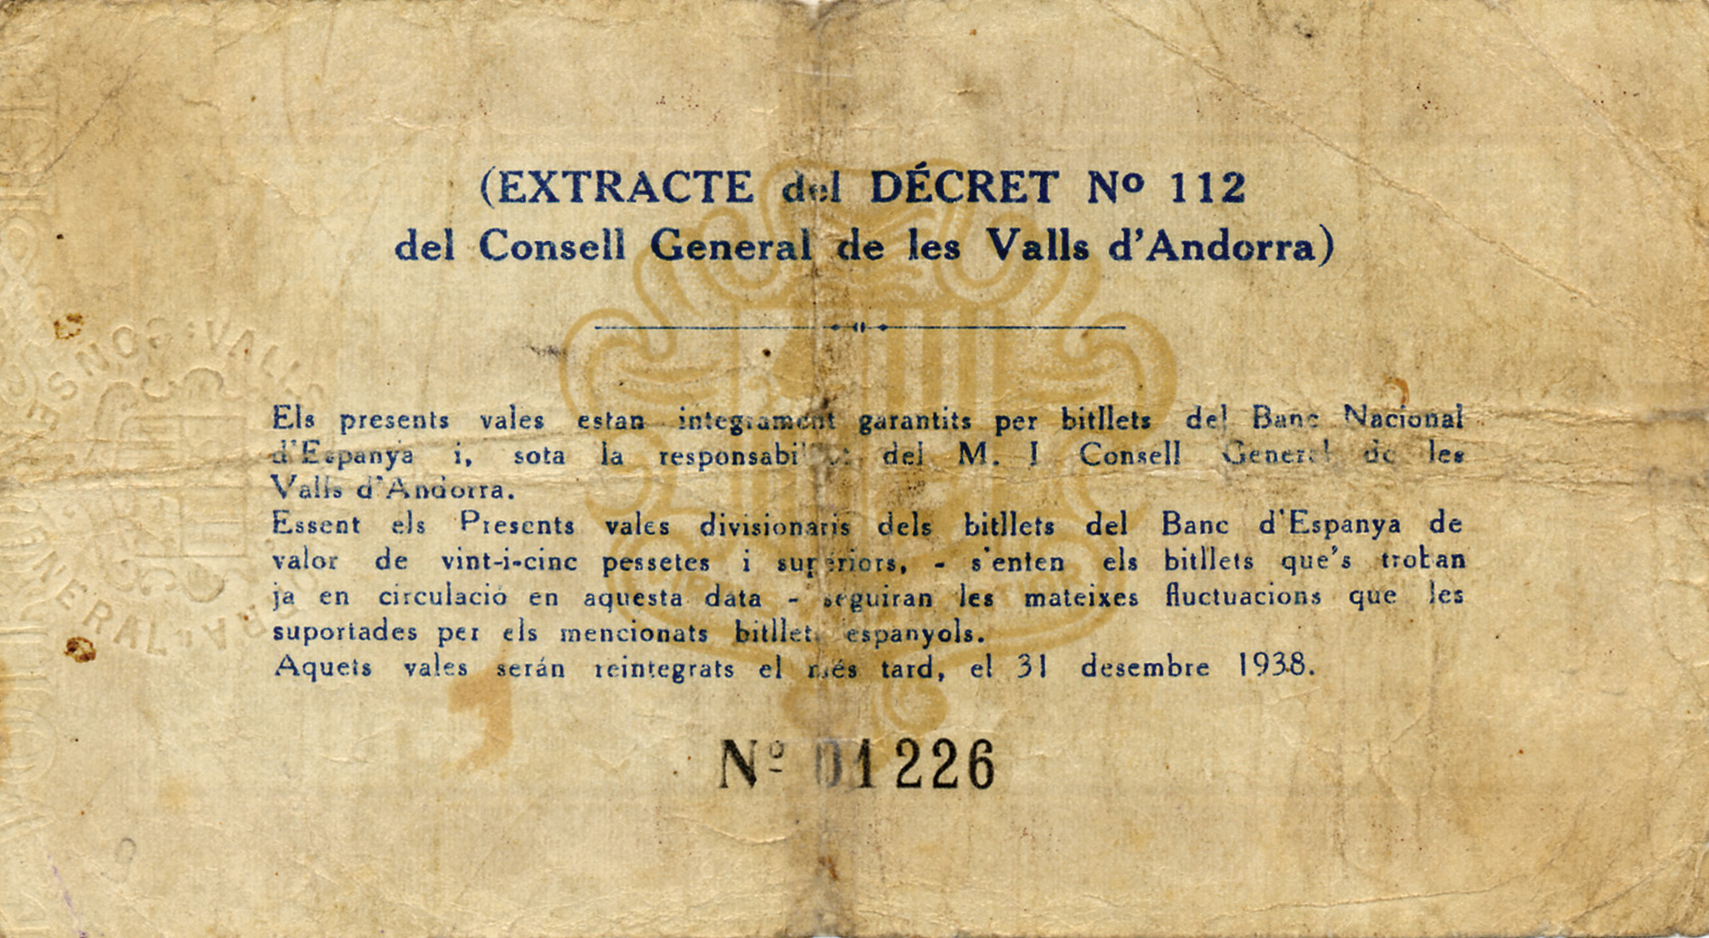 (EXTRACTE del DÉCRET Nº 112
del Consell General de les Valls d'Andorra)
Els presents vales estan integrament garantits per bitllets del Banc Nacional
d'Espanya i, sota la del M. I Consell General de les
Valls d'Andorra.
Essent els Presents vales divisionaris dels bitllets del Banc d'Espanya de
valor de vint-i-cinc pessetes i superiors, - s'enten els bitllets que's troban
ja en circulació en aquesta data - seguiran les mateixes fluctuacions que les
suportades per els mencionats bitllets espanyols.
Aquets vales serán reintegrats el més tard, el 31 desembre 1938.
Nº 01226